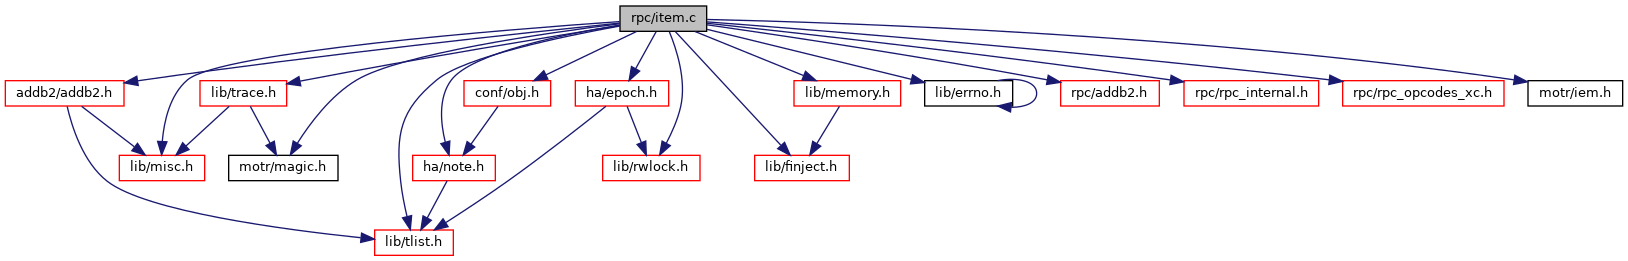 rpc/item.c
addb2/addb2.h
lib/trace.h
conf/obj.h
ha/epoch.h
lib/memory.h
lib/errno.h
rpc/addb2.h
rpc/rpc_internal.h
rpc/rpc_opcodes_xc.h
motr/iem.h
lib/misc.h
motr/magic.h
ha/note.h
lib/rwlock.h
lib/finject.h
lib/tlist.h